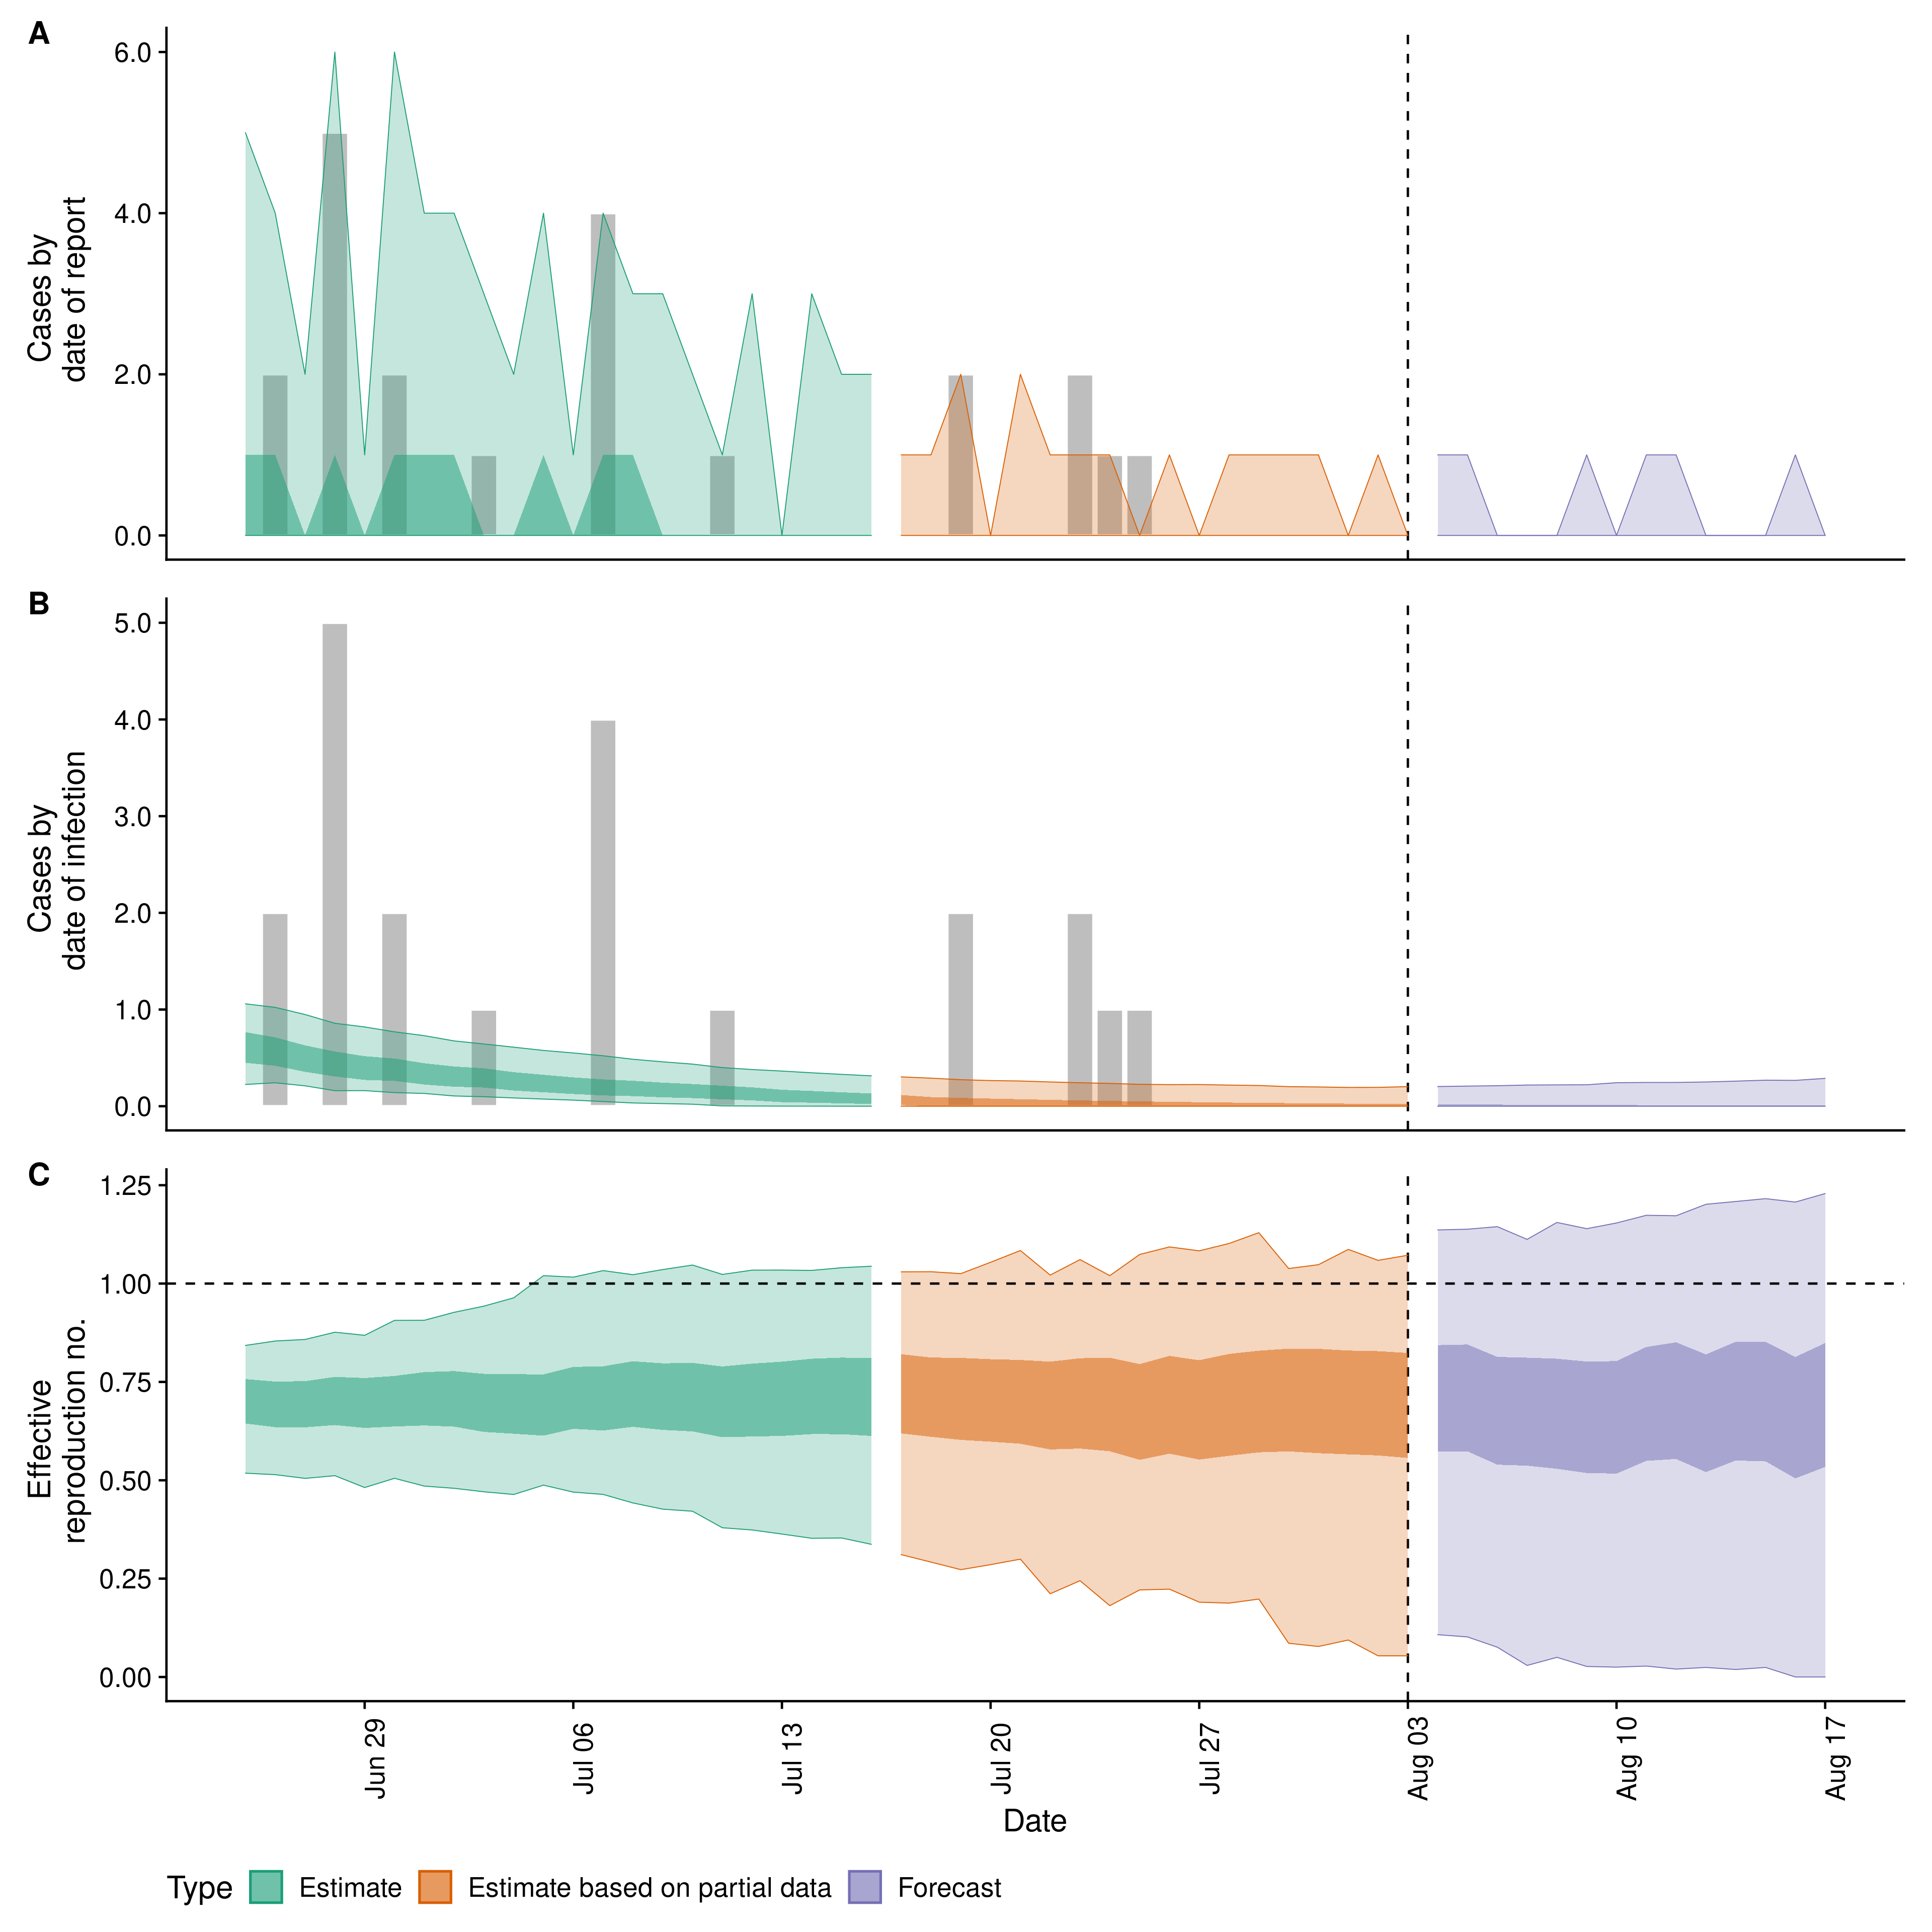 A
Cases by
date of report
6.0
4.0
2.0
0.0
B
Cases by
date of infection
5.0
4.0
3.0
2.0
1.0
0.0
C
Effective
reproduction no.
1.25
1.00
0.75
0.50
0.25
0.00
Jun 29
Jul 06
Jul 13
Jul 20
Jul 27
Aug 03
Aug 10
Aug 17
Date
Type Estimate Estimate based on partial data Forecast